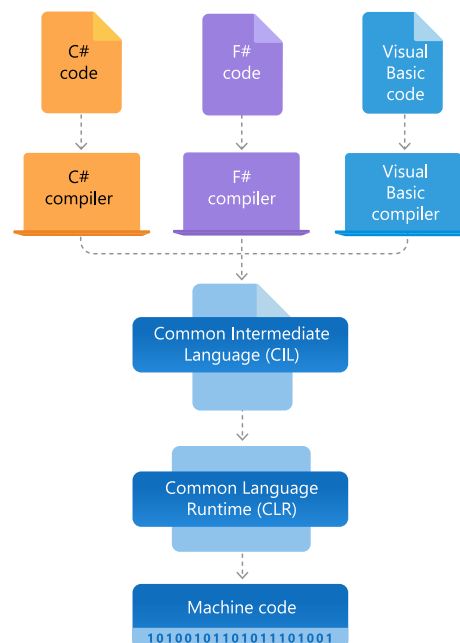 C#
code
F#
code
Visual
Basic
code
C#
compiler
F#
compiler
Visual
Basic
compiler
Common Intermediate
Language (CIL)
Common Language
Runtime (CLR)
Machine code
101001011010111101001